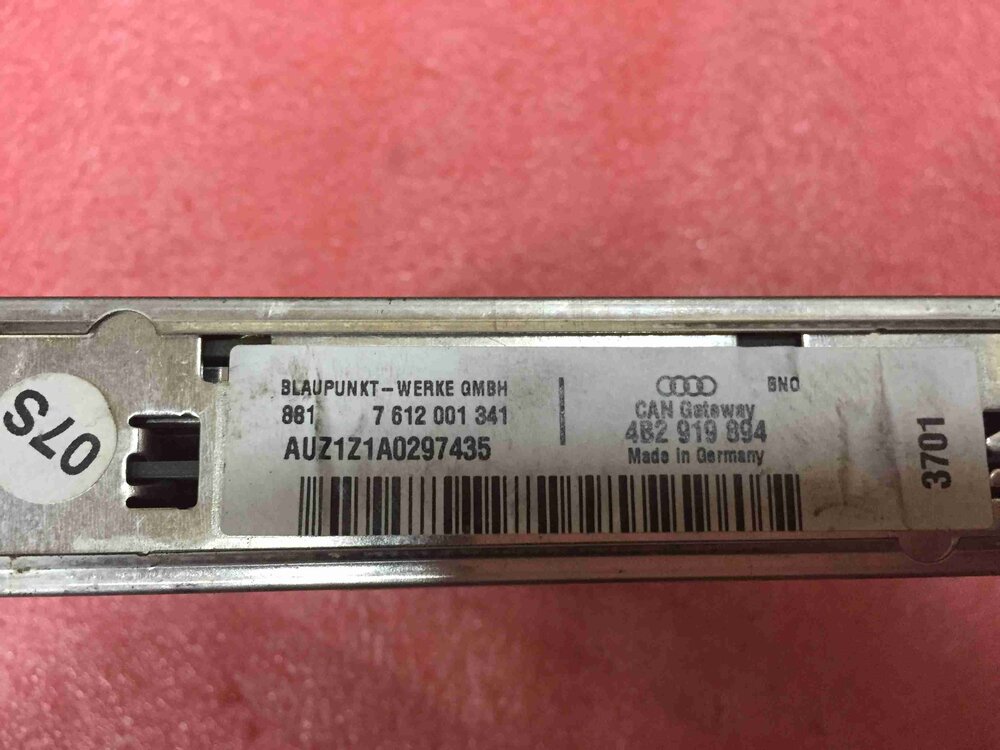 07S
BLAUPUNKT-WERKE GMBH
881 7 612 001 341
AUZ1Z1A0297435
BNO
CAN Gateway
4B2 919 894
Made in Germany
3701